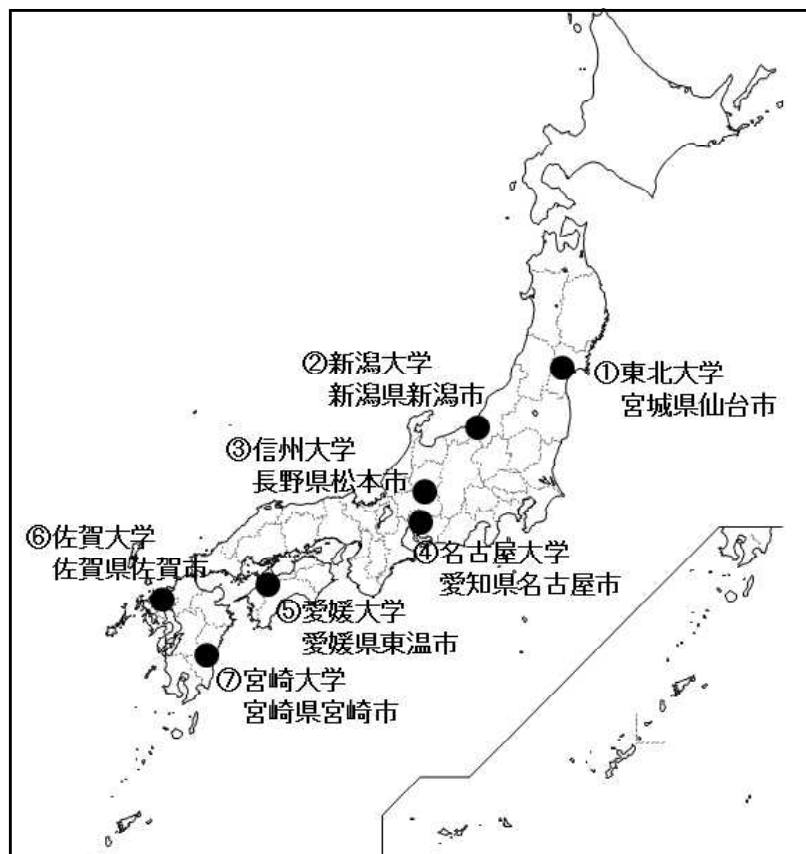 ①東北大学
宮城県仙台市
②新潟大学
新潟県新潟市
③信州大学
長野県松本市
④名古屋大学
愛知県名古屋市
⑤愛媛大学
愛媛県東温市
⑥佐賀大学
佐賀県佐賀市
⑦宮崎大学
宮崎県宮崎市